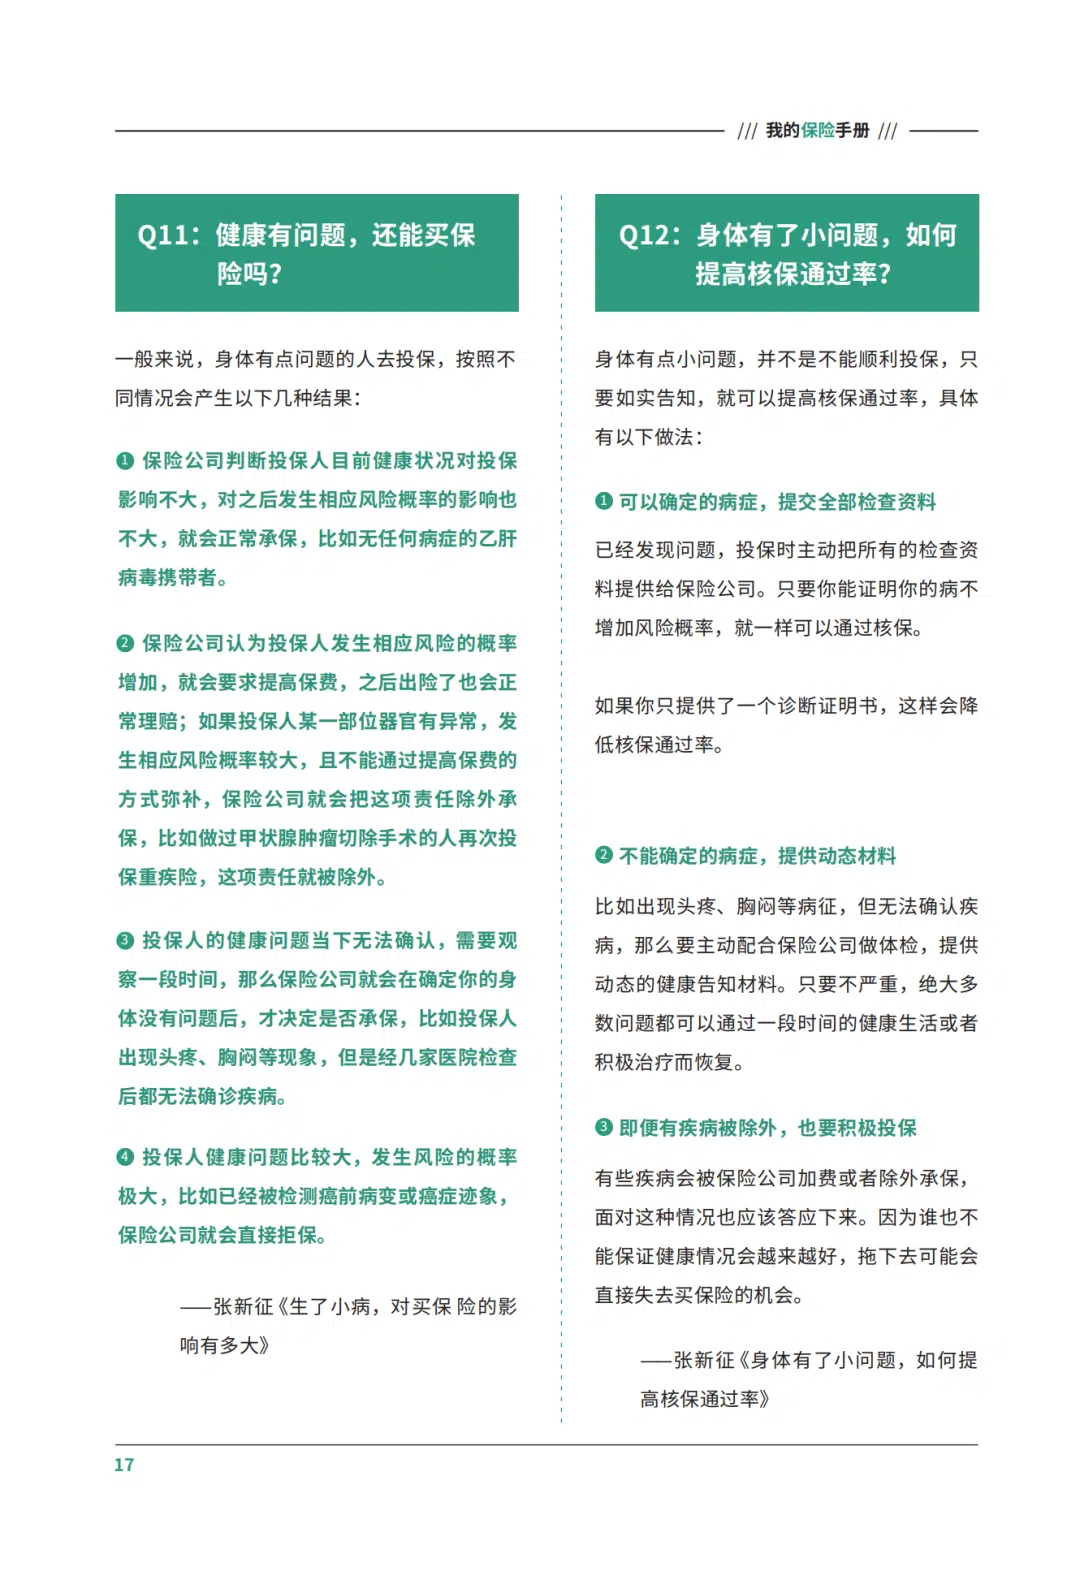 /// 我的保险手册 ///
Q11：健康有问题，还能买保
险吗？
一般来说，身体有点问题的人去投保，按照不
同情况会产生以下几种结果：
❶ 保险公司判断投保人目前健康状况对投保
影响不大，对之后发生相应风险概率的影响也
不大，就会正常承保，比如无任何病症的乙肝
病毒携带者。
❷ 保险公司认为投保人发生相应风险的概率
增加，就会要求提高保费，之后出险了也会正
常理赔；如果投保人某一部位器官有异常，发
生相应风险概率较大，且不能通过提高保费的
方式弥补，保险公司就会把这项责任除外承
保，比如做过甲状腺肿瘤切除手术的人再次投
保重疾险，这项责任就被除外。
❸ 投保人的健康问题当下无法确认，需要观
察一段时间，那么保险公司就会在确定你的身
体没有问题后，才决定是否承保，比如投保人
出现头疼、胸闷等现象，但是经几家医院检查
后都无法确诊疾病。
❹ 投保人健康问题比较大，发生风险的概率
极大，比如已经被检测癌前病变或癌症迹象，
保险公司就会直接拒保。
——张新征《生了小病，对买保 险的影
响有多大》
Q12：身体有了小问题，如何
提高核保通过率？
身体有点小问题，并不是不能顺利投保，只
要如实告知，就可以提高核保通过率，具体
有以下做法：
❶ 可以确定的病症，提交全部检查资料
已经发现问题，投保时主动把所有的检查资
料提供给保险公司。只要你能证明你的病不
增加风险概率，就一样可以通过核保。
如果你只提供了一个诊断证明书，这样会降
低核保通过率。
❷ 不能确定的病症，提供动态材料
比如出现头疼、胸闷等病征，但无法确认疾
病，那么要主动配合保险公司做体检，提供
动态的健康告知材料。只要不严重，绝大多
数问题都可以通过一段时间的健康生活或者
积极治疗而恢复。
❸ 即便有疾病被除外，也要积极投保
有些疾病会被保险公司加费或者除外承保，
面对这种情况也应该答应下来。因为谁也不
能保证健康情况会越来越好，拖下去可能会
直接失去买保险的机会。
——张新征《身体有了小问题，如何提
高核保通过率》
17